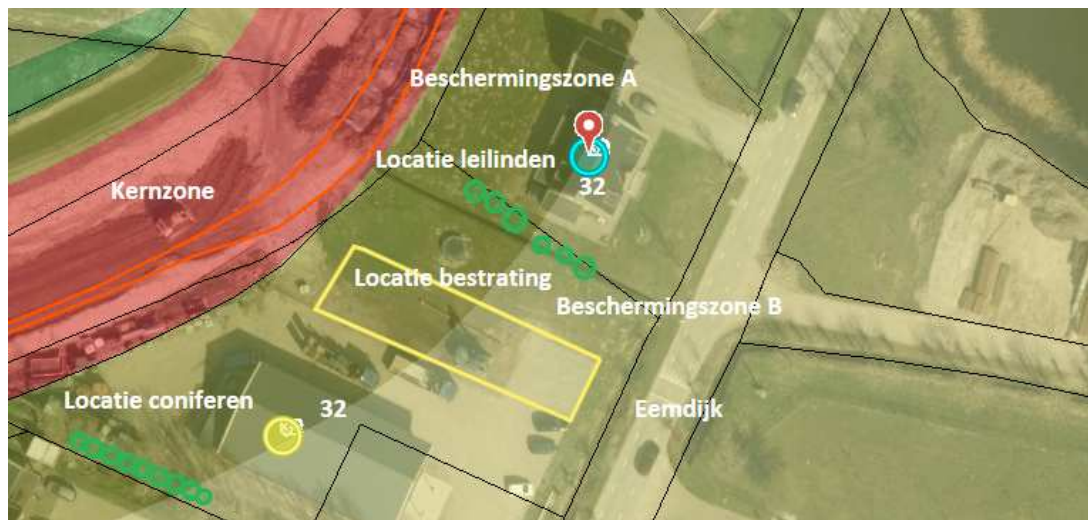 Beschermingszone A
Locatie leilinden
32
Kernzone
Locatie bestrating
Beschermingszone B
Locatie coniferen
32
Eemdijk